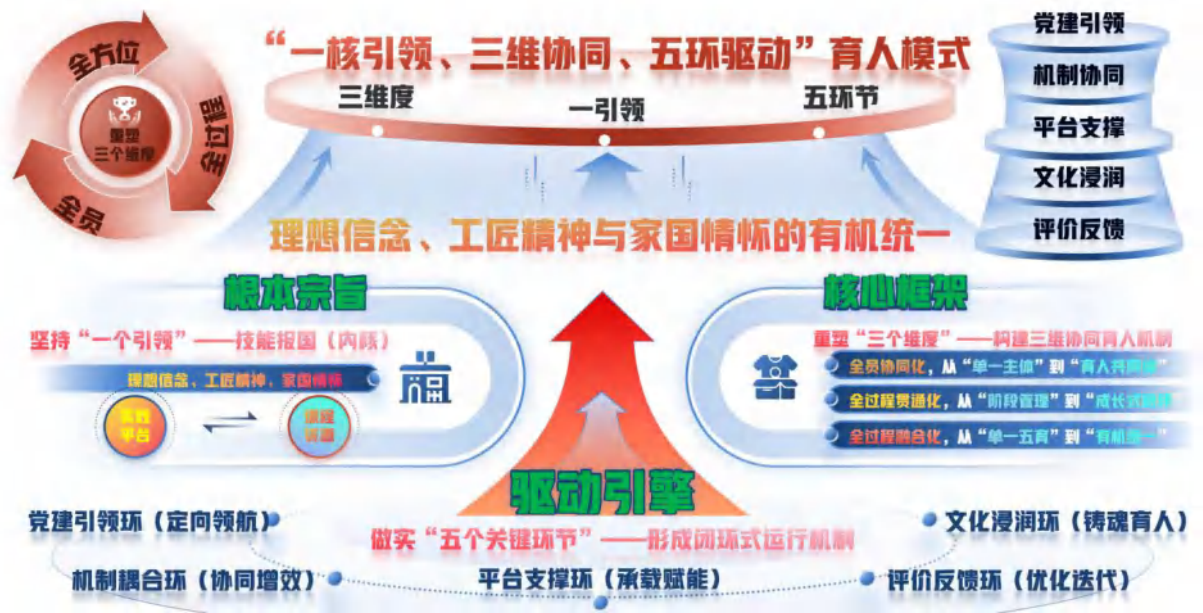 “一核引领、三维协同、五环驱动”育人模式
三维度
一引领
五环节
全方位
全过程
全员
重塑
三个维度
党建引领
机制协同
平台支撑
文化浸润
评价反馈
理想信念、工匠精神与家国情怀的有机统一
根本宗旨
坚持“一个引领”——技能报国（内核）
理想信念、工匠精神、家国情怀
平台
核心框架
重塑“三个维度”——构建三维协同育人机制
全员协同化，从“单一主体”到“育人共
全过程贯通化，从“阶段管理”到“成长式
全过程融合化，从“单一五育”到“有机统一”
驱动引擎
做实“五个关键环节”——形成闭环式运行机制
党建引领环（定向领航）
机制耦合环（协同增效）
平台支撑环（承载赋能）
文化浸润环（铸魂育人）
评价反馈环（优化迭代）